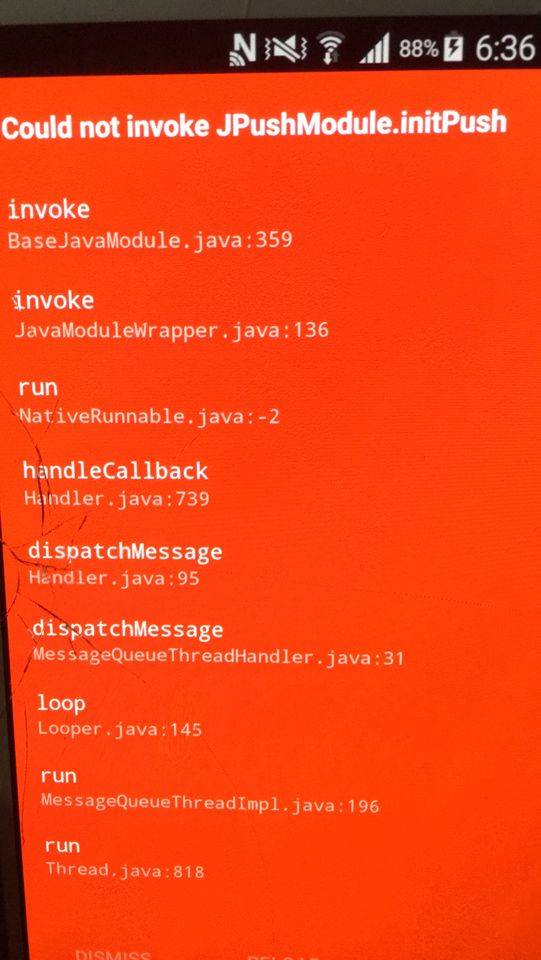 88% 6:36
Could not invoke JPushModule.initPush
invoke
BaseJavaModule.java:359
invoke
JavaModuleWrapper.java:136
run
NativeRunnable.java:-2
handleCallback
Handler.java:739
dispatchMessage
Handler.java:95
dispatchMessage
MessageQueueThreadHandler.java:31
loop
Looper.java:145
run
MessageQueueThreadImpl.java:196
run
Thread.java:818
DISMISS RELOAD